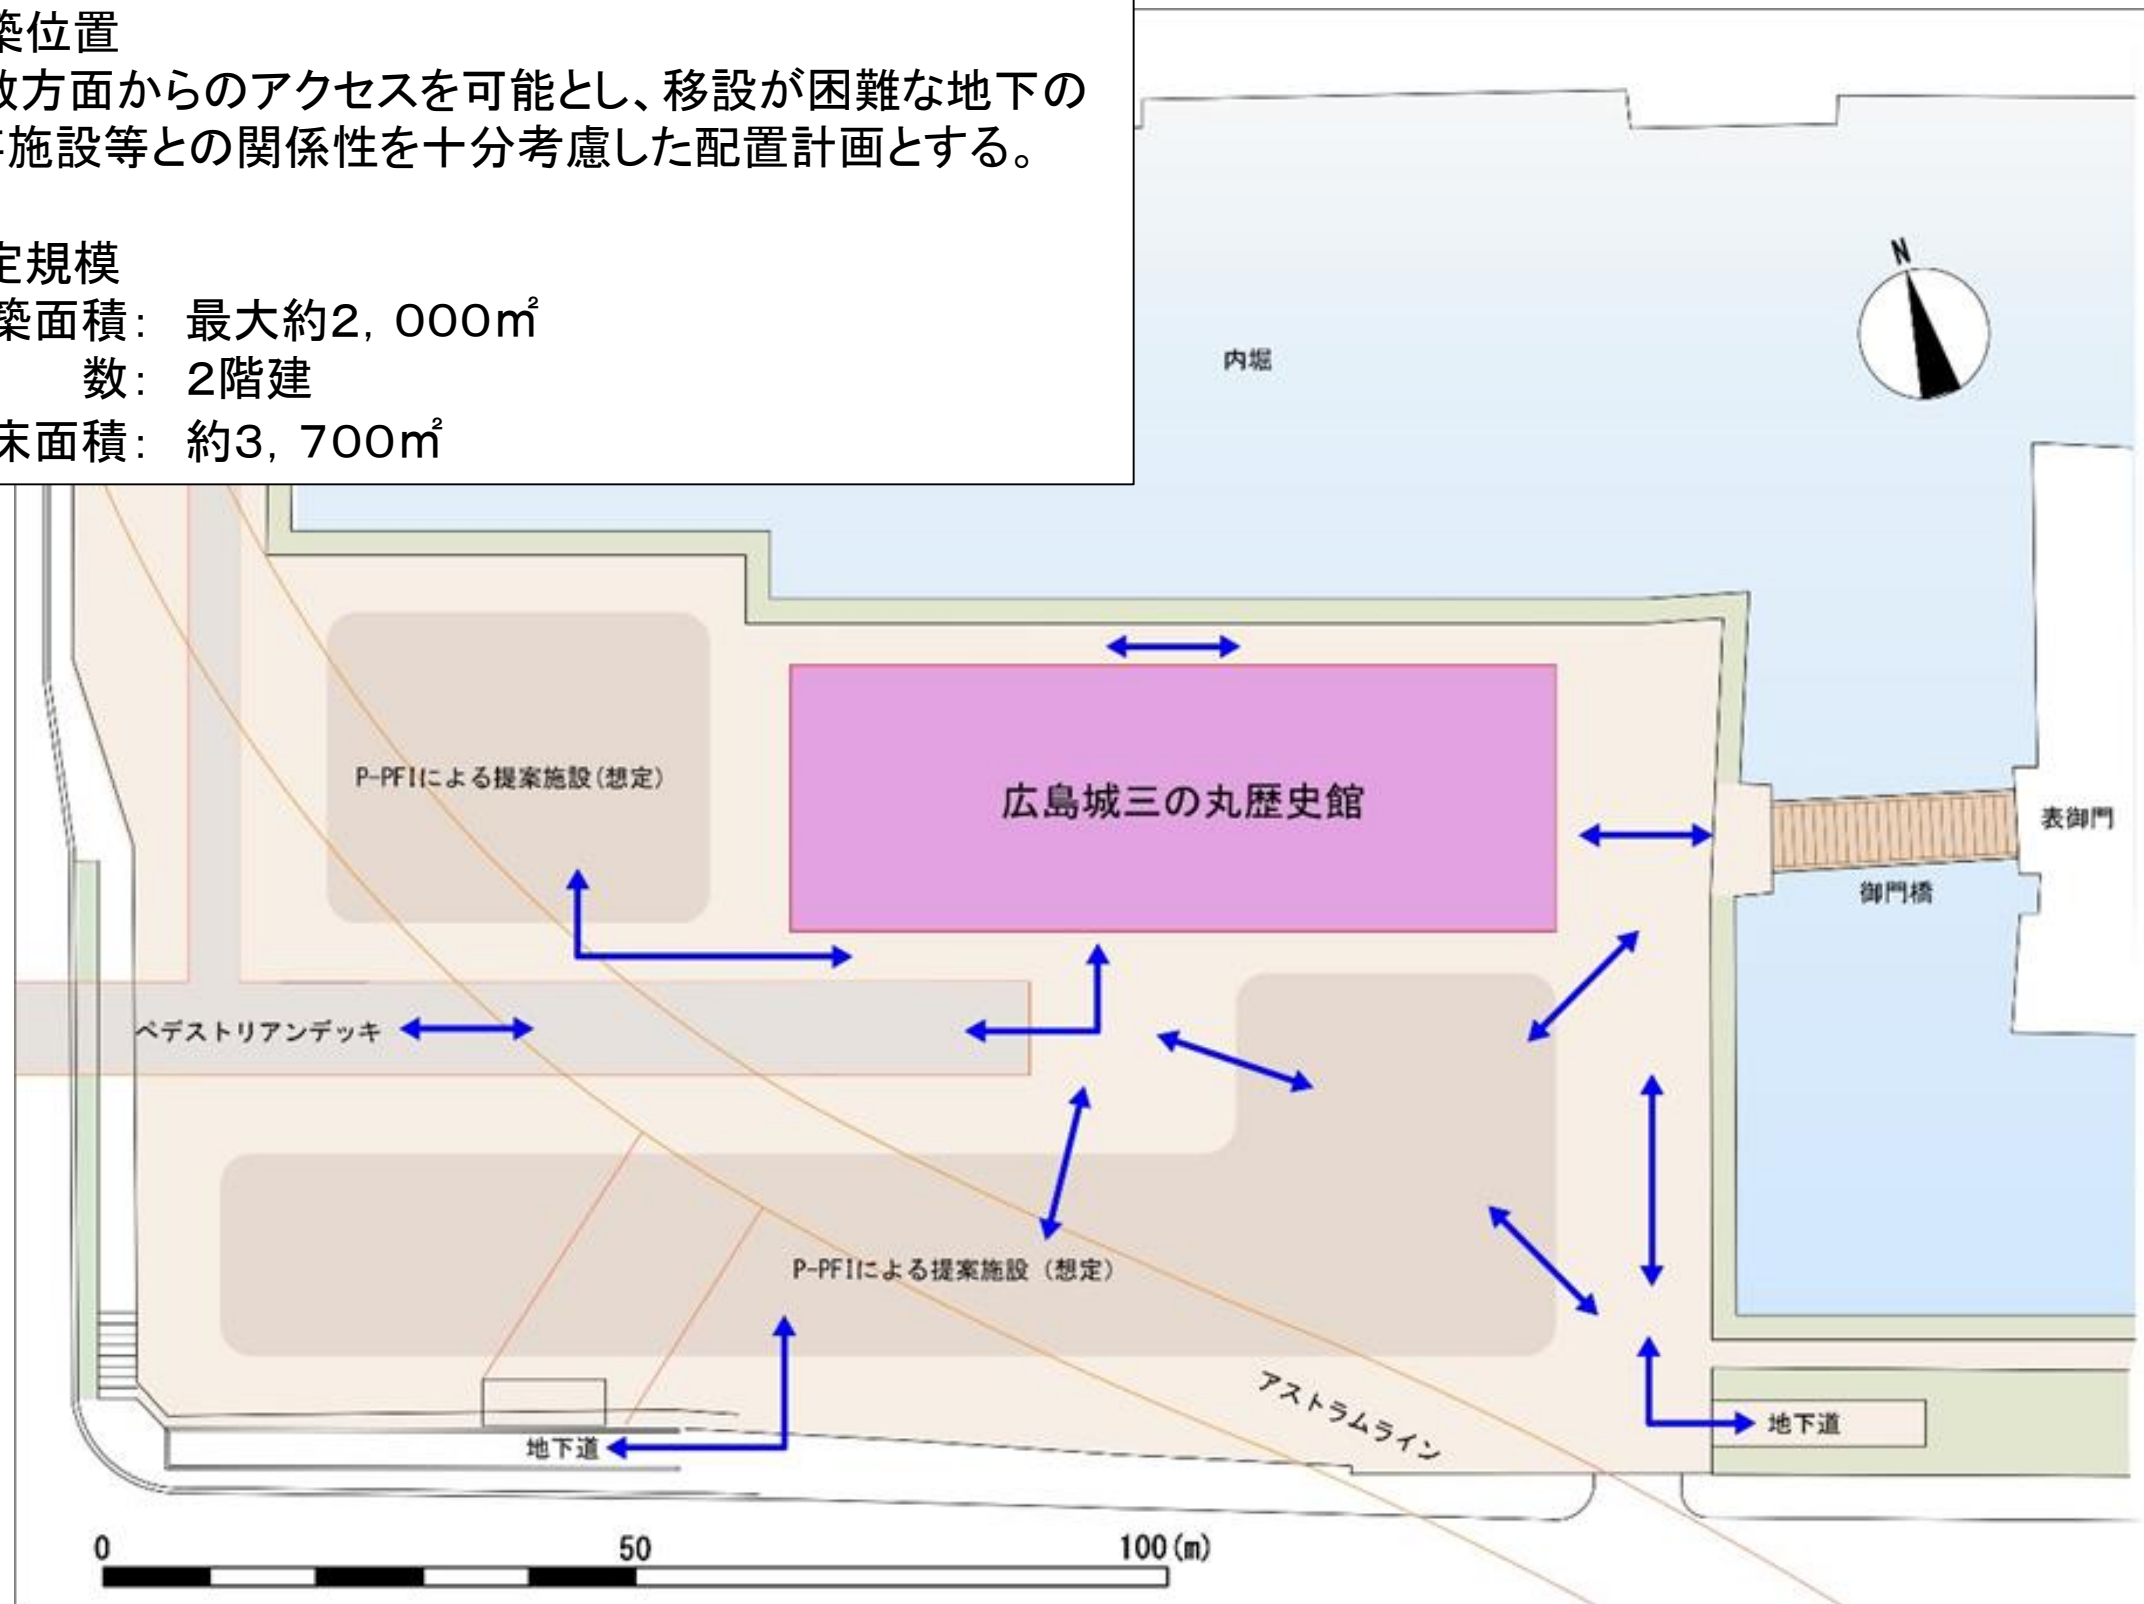 築位置
数方面からのアクセスを可能とし、移設が困難な地下の
施設等との関係性を十分考慮した配置計画とする。
定規模
築面積： 最大約２，０００㎡
数： ２階建
床面積： 約３，７００㎡
N
内堀
P-PFIによる提案施設(想定)
広島城三の丸歴史館
表御門
御門橋
ペデストリアンデッキ
P-PFIによる提案施設（想定）
アストラムライン
地下道
地下道
0 50 100(m)